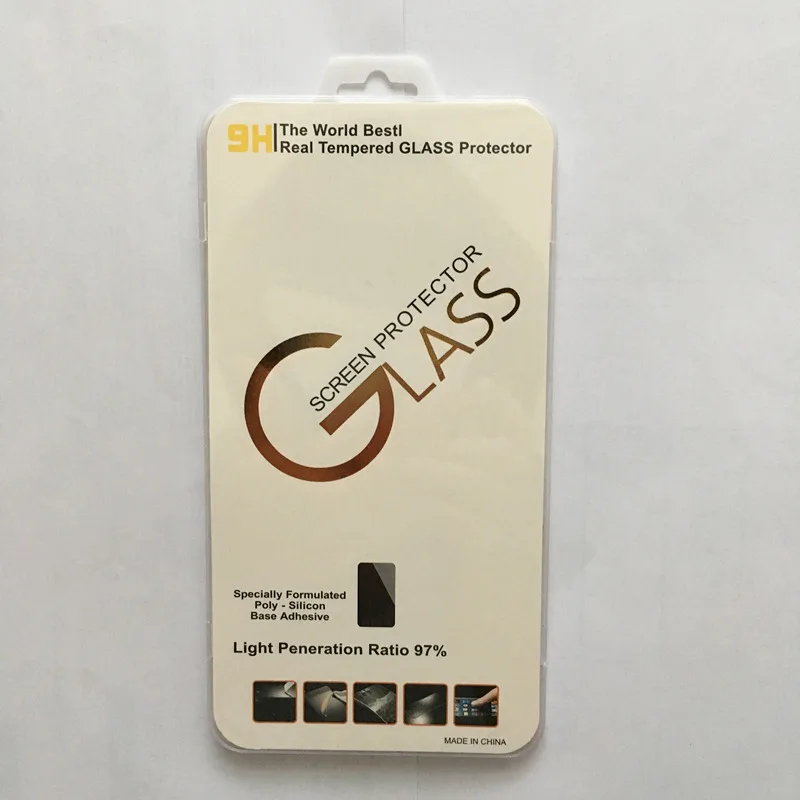 9H
The World Bestl
Real Tempered GLASS Protector
SCREEN PROTECTOR
GLASS
Specially Formulated
Poly - Silicon
Base Adhesive
Light Peneration Ratio 97%
MADE IN CHINA